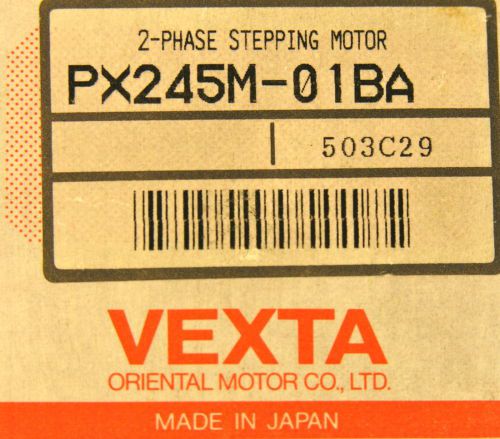 2-PHASE STEPPING MOTOR
PX245M-01BA
503C29
VEXTA
ORIENTAL MOTOR CO., LTD.
MADE IN JAPAN